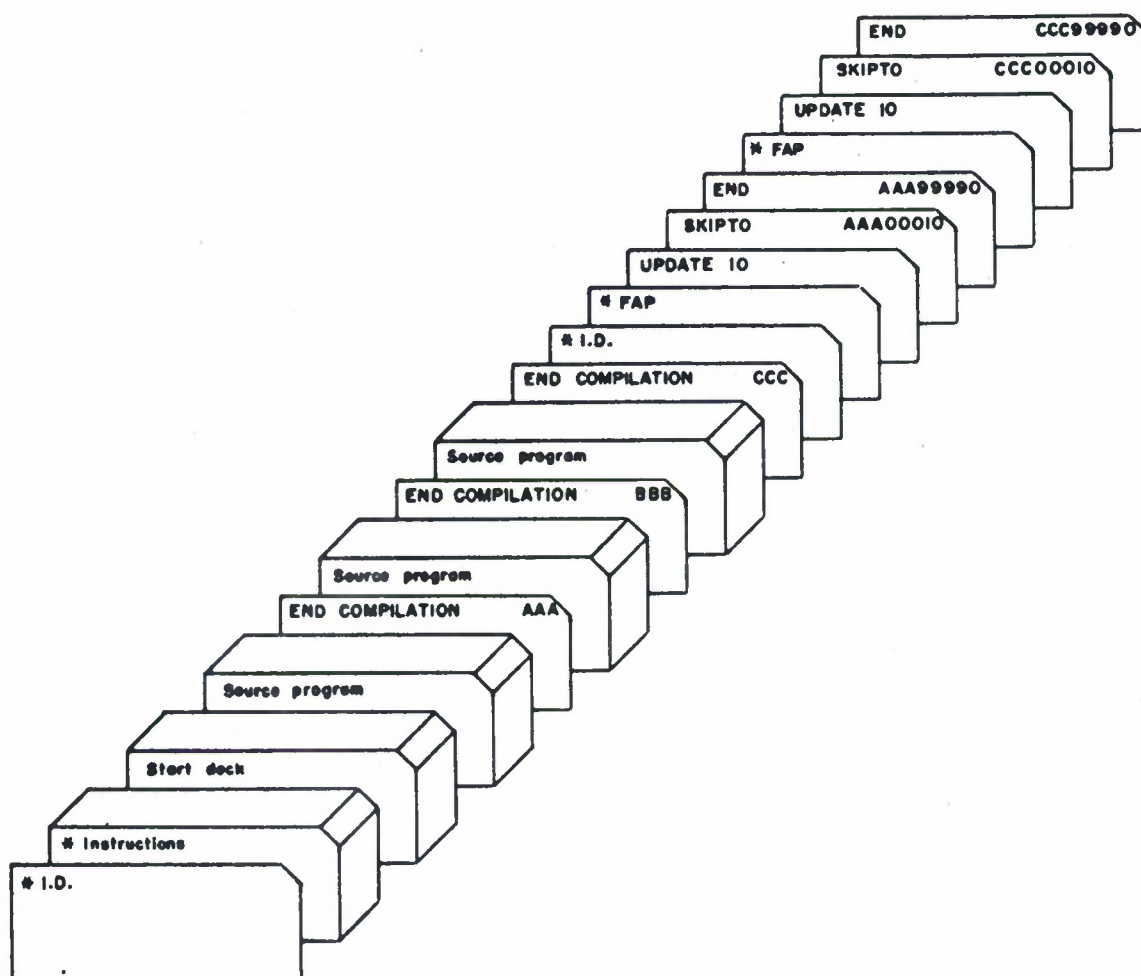 END CCC99990
SKIPTO CCC00010
UPDATE 10
* FAP
END AAA99990
SKIPTO AAA00010
UPDATE 10
* FAP
* I.D.
END COMPILATION CCC
Source program
END COMPILATION BBB
Source program
END COMPILATION AAA
Source program
Start deck
* Instructions
* I.D.